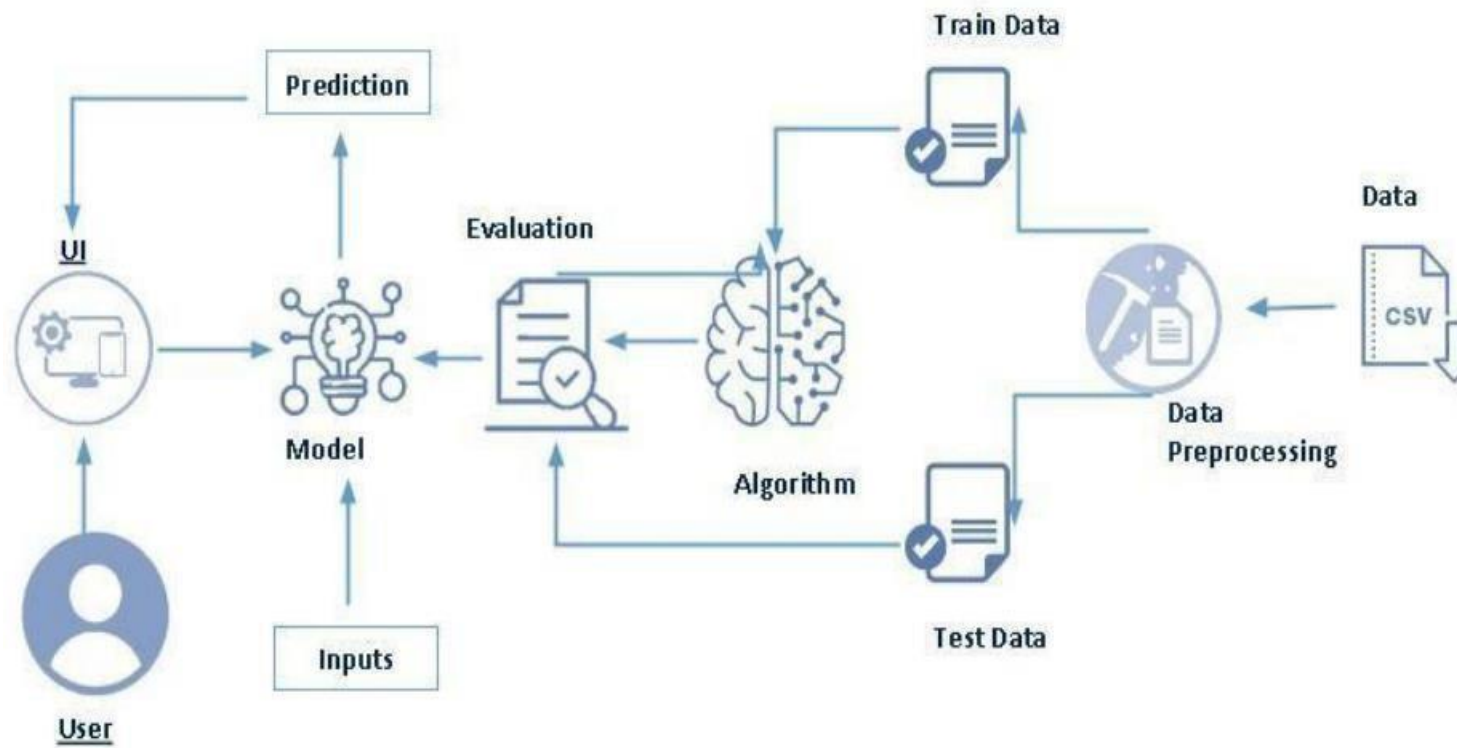 Train Data
Prediction
Data
Evaluation
UI
CSV
Data
Preprocessing
Model
Algorithm
Test Data
Inputs
User